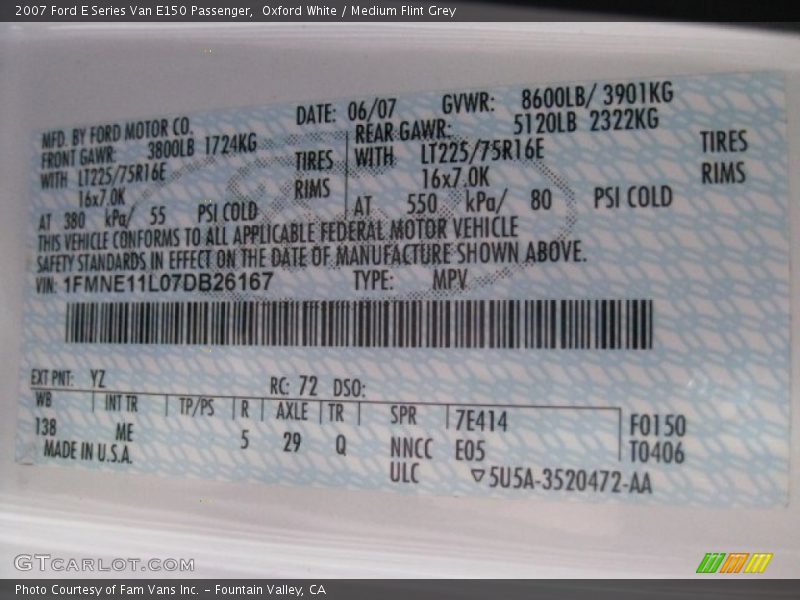 2007 Ford E Series Van E150 Passenger,  Oxford White / Medium Flint Grey
MFD. BY FORD MOTOR CO.
DATE: 06/07 GVWR: 8600LB/ 3901KG
FRONT GAWR: 3800LB 1724KG
REAR GAWR: 5120LB 2322KG
WITH LT225/75R16E TIRES
WITH LT225/75R16E TIRES
16x7.0K RIMS
16x7.0K RIMS
AT 380 kPa/ 55 PSI COLD
AT 550 kPa/ 80 PSI COLD
THIS VEHICLE CONFORMS TO ALL APPLICABLE FEDERAL MOTOR VEHICLE
SAFETY STANDARDS IN EFFECT ON THE DATE OF MANUFACTURE SHOWN ABOVE.
VIN: 1FMNE11L07DB26167 TYPE: MPV
EXT PNT: YZ RC: 72 DSO:
WB INT TR TP/PS R AXLE TR SPR 7E414 F0150
138 ME 5 29 Q NNCC E05 T0406
MADE IN U.S.A. ULC ▽5U5A-3520472-AA
GTCARLOT.COM
Photo Courtesy of Fam Vans Inc. - Fountain Valley, CA